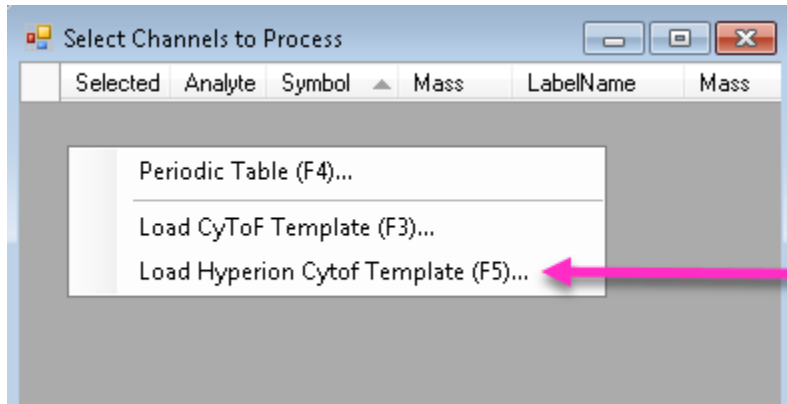 Select Channels to Process
Selected Analyte Symbol Mass LabelName Mass
Periodic Table (F4)...
Load CyToF Template (F3)...
Load Hyperion Cytof Template (F5)...